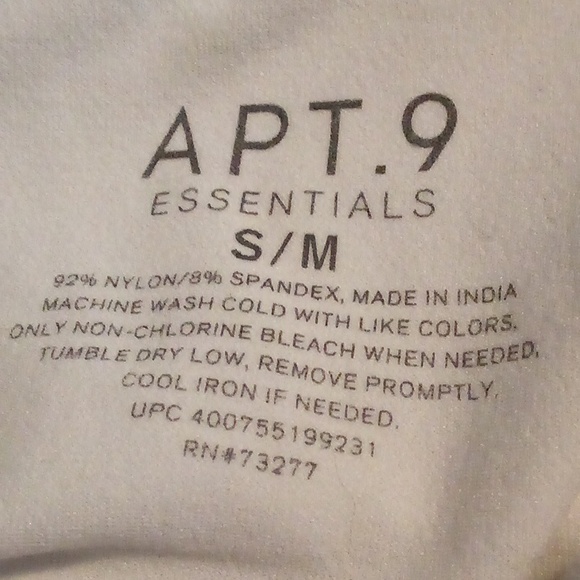 APT.9
ESSENTIALS
S/M
92% NYLON/8% SPANDEX, MADE IN INDIA
MACHINE WASH COLD WITH LIKE COLORS.
ONLY NON-CHLORINE BLEACH WHEN NEEDED.
TUMBLE DRY LOW, REMOVE PROMPTLY.
COOL IRON IF NEEDED.
UPC 400755199231
RN#73277